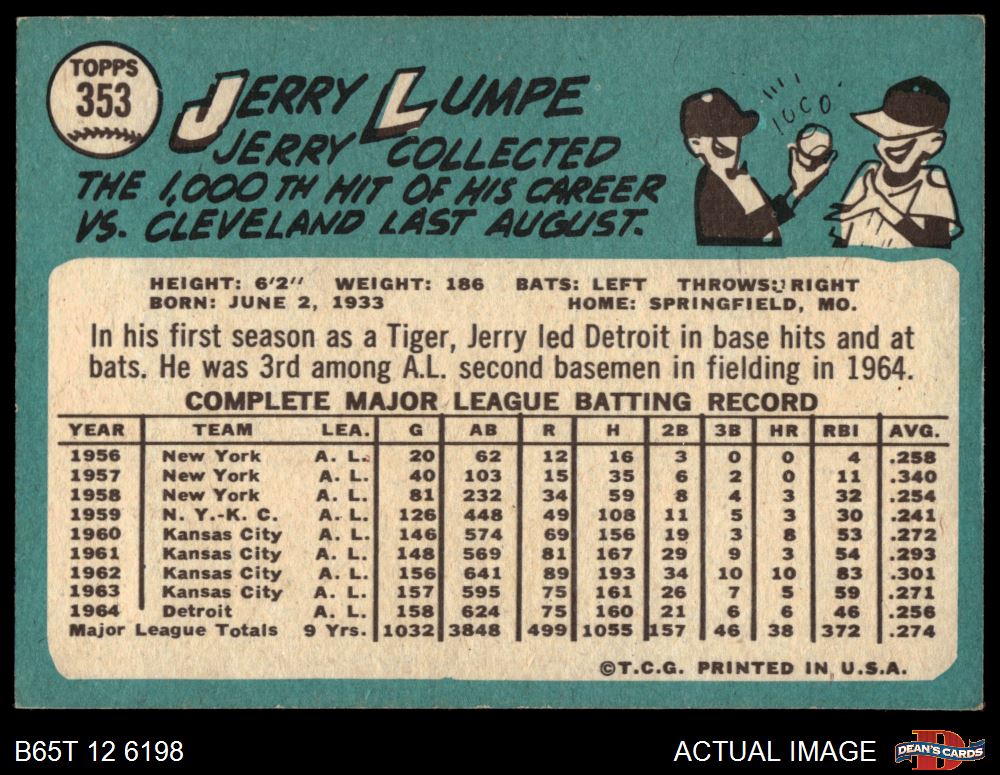 TOPPS
353
JERRY LUMPE
JERRY COLLECTED
THE 1,000 TH HIT OF HIS CAREER
VS. CLEVELAND LAST AUGUST.
1000
HEIGHT: 6'2" WEIGHT: 186 BATS: LEFT THROWS: RIGHT
BORN: JUNE 2, 1933 HOME: SPRINGFIELD, MO.
In his first season as a Tiger, Jerry led Detroit in base hits and at
bats. He was 3rd among A.L. second basemen in fielding in 1964.
COMPLETE MAJOR LEAGUE BATTING RECORD
YEAR TEAM LEA. G AB R H 2B 3B HR RBI AVG.
1956 New York A. L. 20 62 12 16 3 0 0 4 .258
1957 New York A. L. 40 103 15 35 6 2 0 11 .340
1958 New York A. L. 81 232 34 59 8 4 3 32 .254
1959 N. Y.-K. C. A. L. 126 448 49 108 11 5 3 30 .241
1960 Kansas City A. L. 146 574 69 156 19 3 8 53 .272
1961 Kansas City A. L. 148 569 81 167 29 9 3 54 .293
1962 Kansas City A. L. 156 641 89 193 34 10 10 83 .301
1963 Kansas City A. L. 157 595 75 161 26 7 5 59 .271
1964 Detroit A. L. 158 624 75 160 21 6 6 46 .256
Major League Totals 9 Yrs. 1032 3848 499 1055 157 46 38 372 .274
©T.C.G. PRINTED IN U.S.A.
B65T 12 6198 ACTUAL IMAGE DEAN'S CARDS